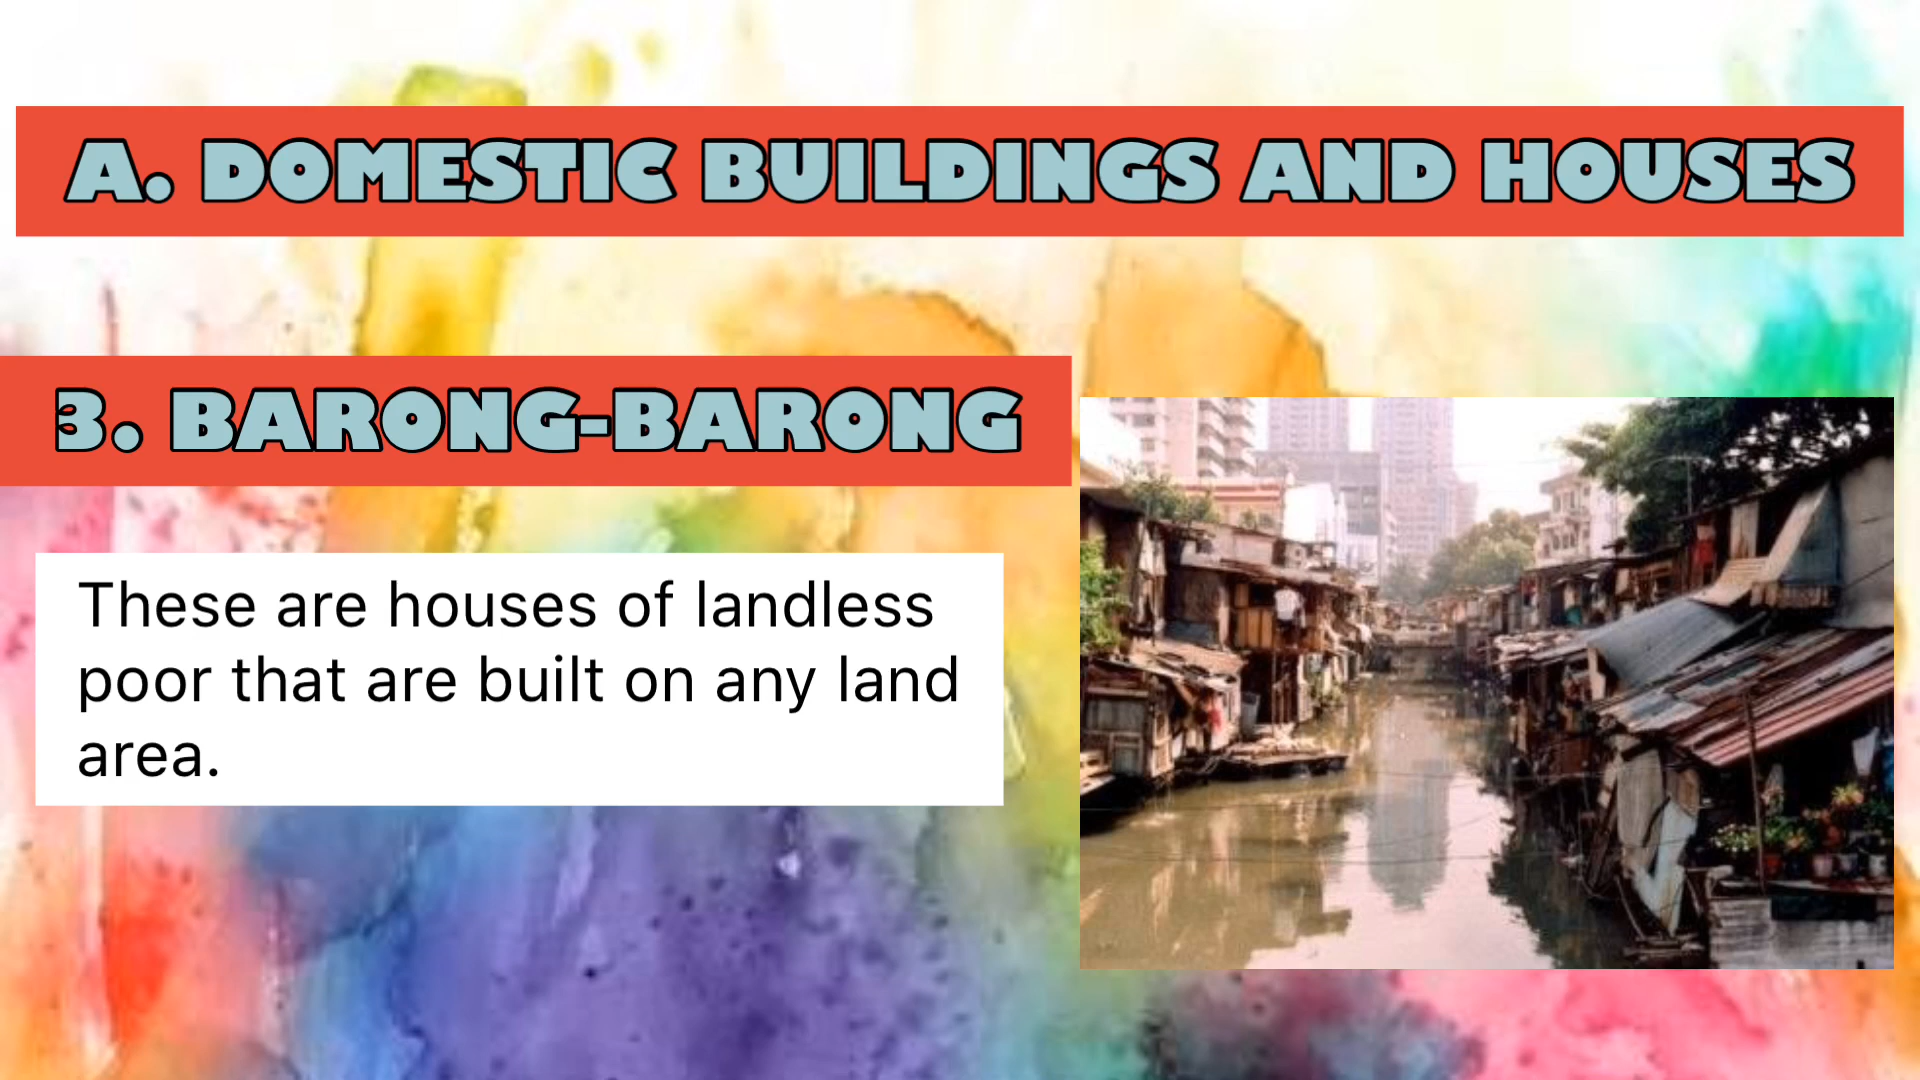 A. DOMESTIC BUILDINGS AND HOUSES
3. BARONG-BARONG
These are houses of landless
poor that are built on any land
area.